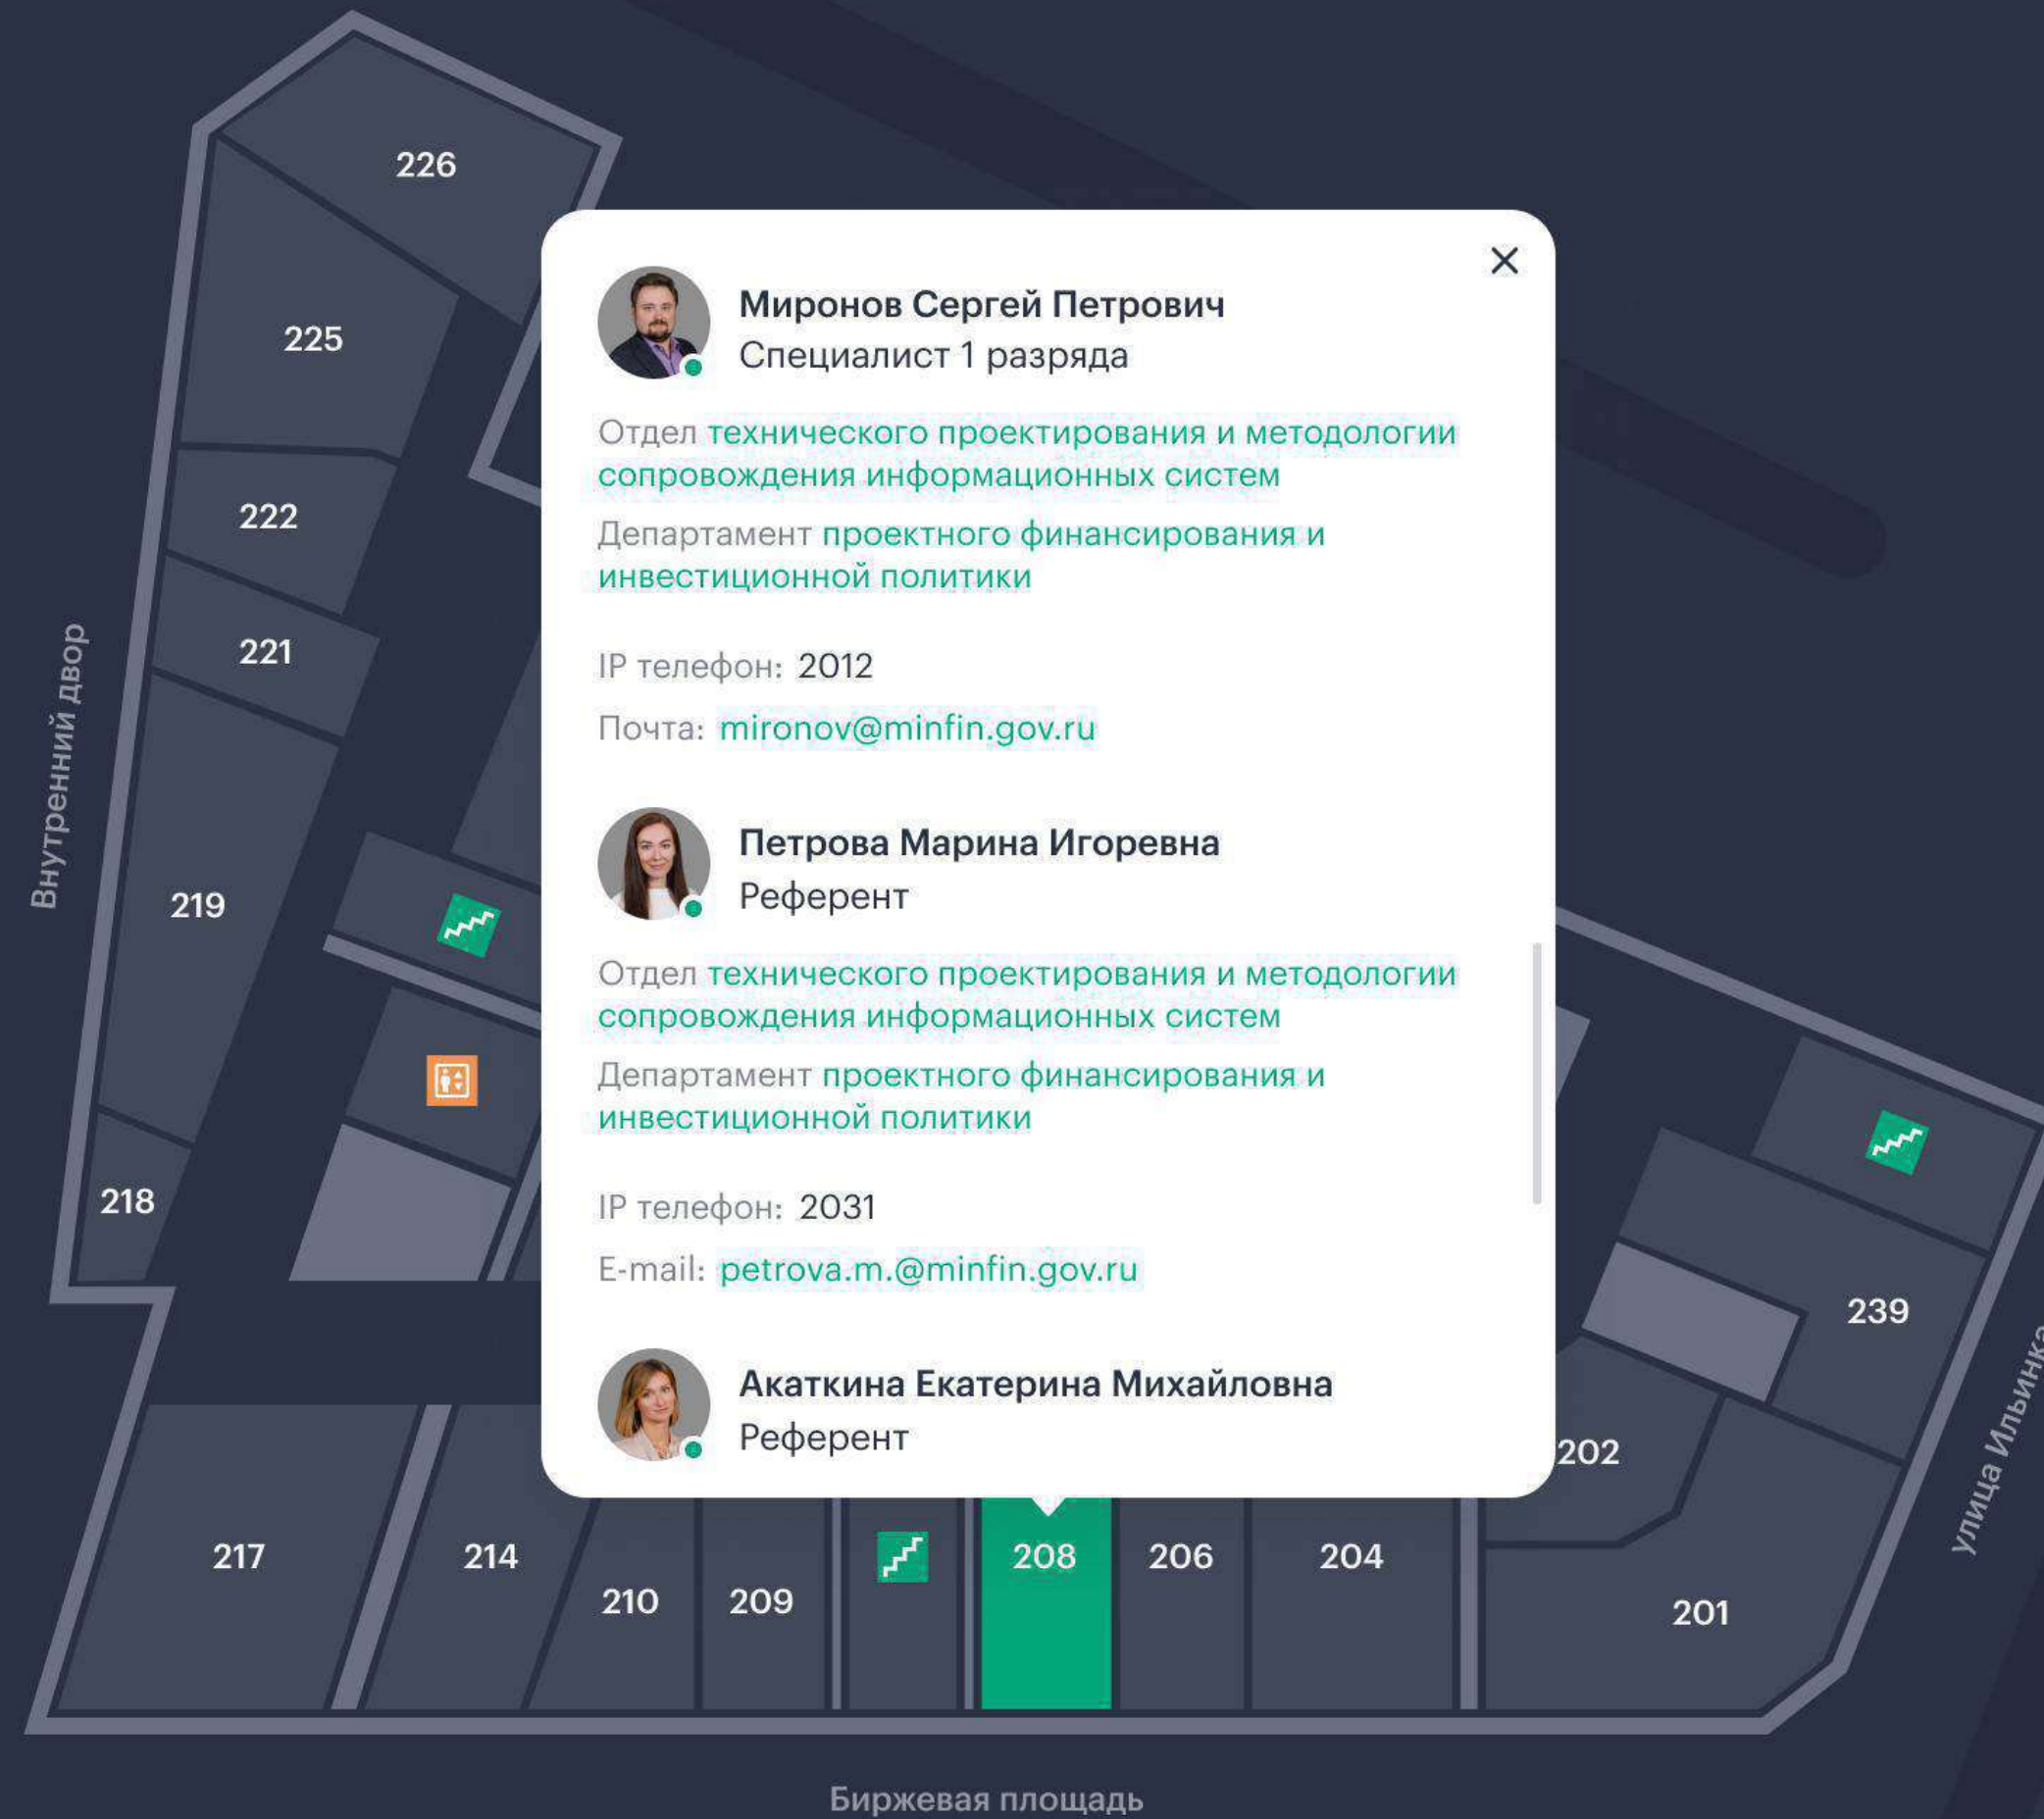 226
225
222
221
219
218
Внутренний двор
Миронов Сергей Петрович
Специалист 1 разряда
Отдел технического проектирования и методологии
сопровождения информационных систем
Департамент проектного финансирования и
инвестиционной политики
IP телефон: 2012
Почта: mironov@minfin.gov.ru
Петрова Марина Игоревна
Референт
Отдел технического проектирования и методологии
сопровождения информационных систем
Департамент проектного финансирования и
инвестиционной политики
IP телефон: 2031
E-mail: petrova.m.@minfin.gov.ru
Акаткина Екатерина Михайловна
Референт
239
202
улица Ильинка
217
214
210
209
208
206
204
201
Биржевая площадь